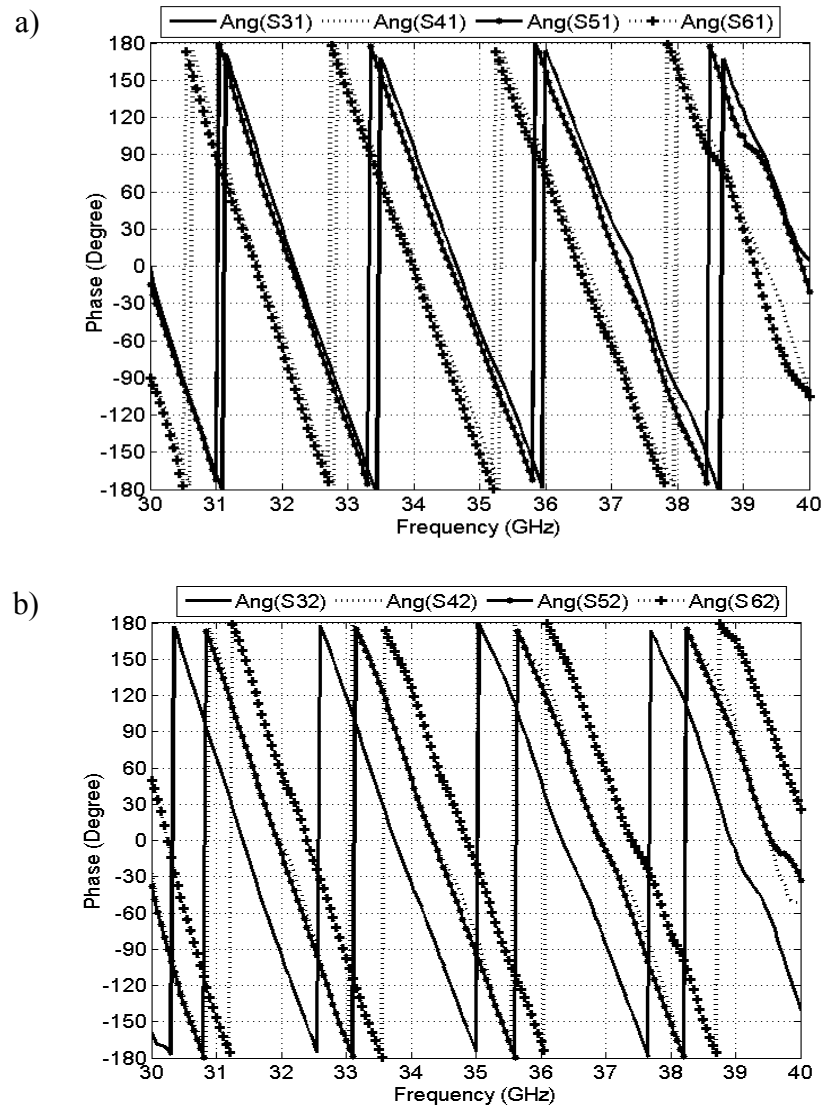 a)
Ang(S31) Ang(S41) Ang(S51) Ang(S61)
180
150
120
90
60
30
0
-30
-60
-90
-120
-150
-180
Phase (Degree)
30 31 32 33 34 35 36 37 38 39 40
Frequency (GHz)
b)
Ang(S32) Ang(S42) Ang(S52) Ang(S62)
180
150
120
90
60
30
0
-30
-60
-90
-120
-150
-180
Phase (Degree)
30 31 32 33 34 35 36 37 38 39 40
Frequency (GHz)